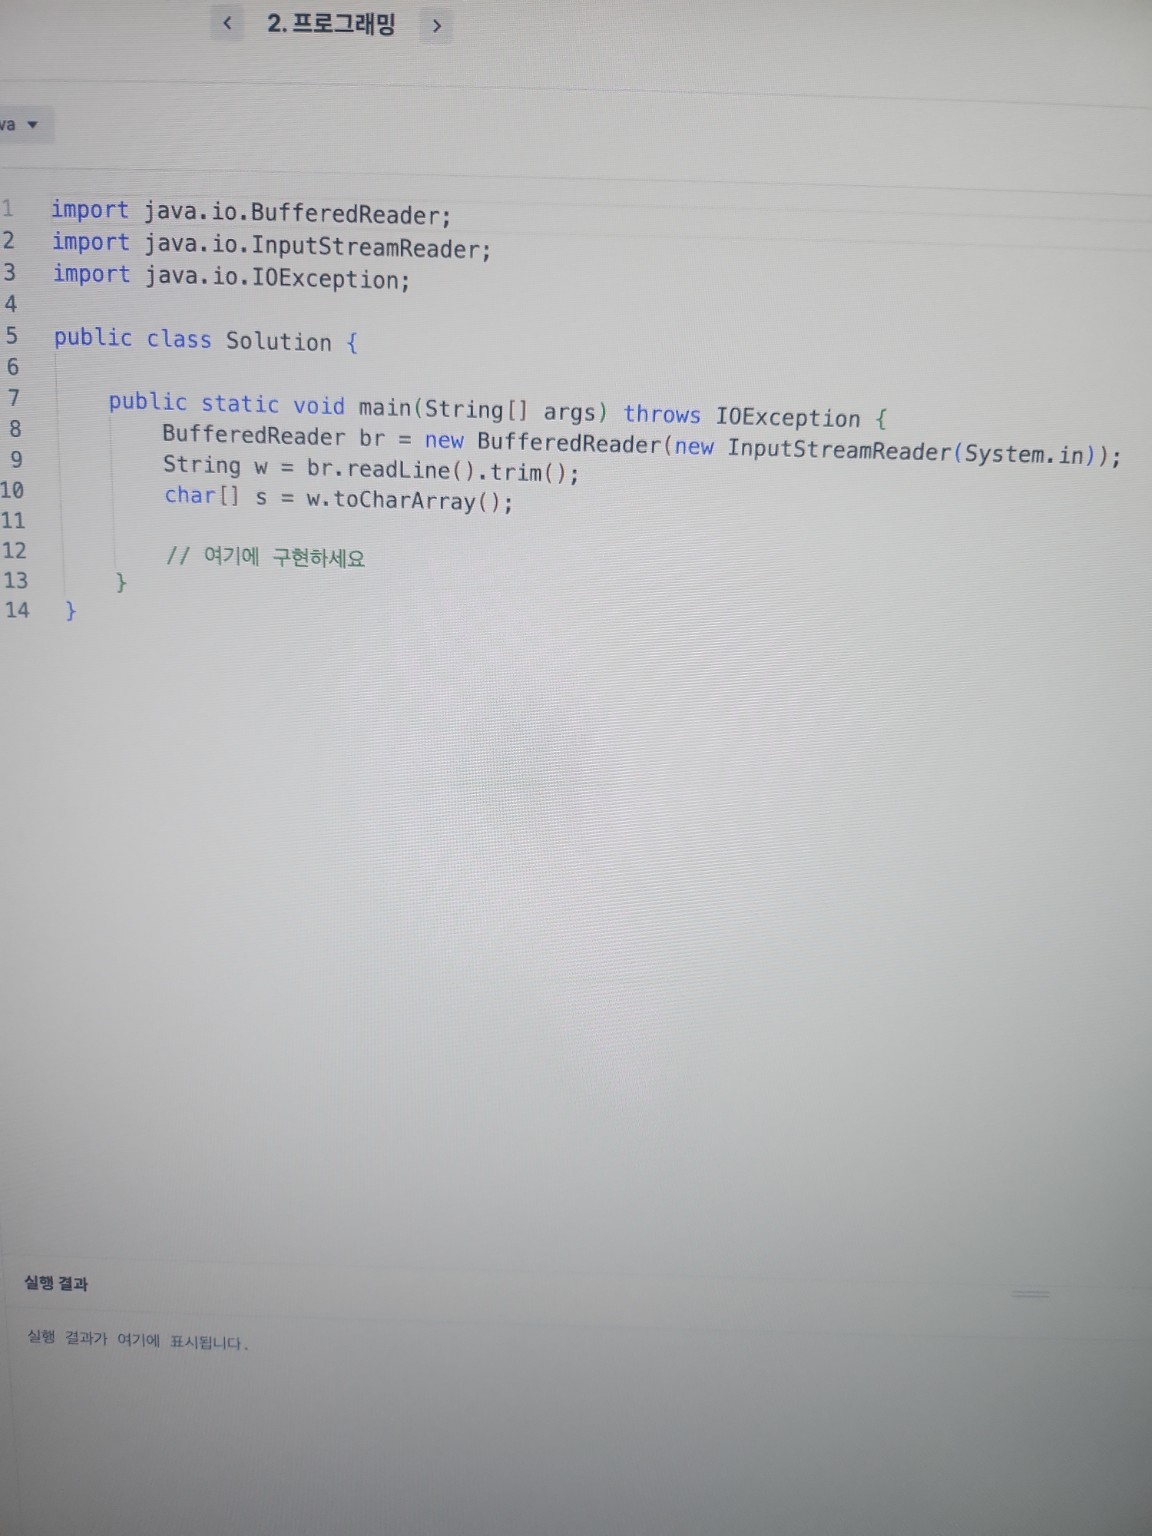 < 2. 프로그래밍 >
va ▼
1 import java.io.BufferedReader;
2 import java.io.InputStreamReader;
3 import java.io.IOException;
4
5 public class Solution {
6
7 public static void main(String[] args) throws IOException {
8 BufferedReader br = new BufferedReader(new InputStreamReader(System.in));
9 String w = br.readLine().trim();
10 char[] s = w.toCharArray();
11
12 // 여기에 구현하세요
13 }
14 }
실행 결과
실행 결과가 여기에 표시됩니다.